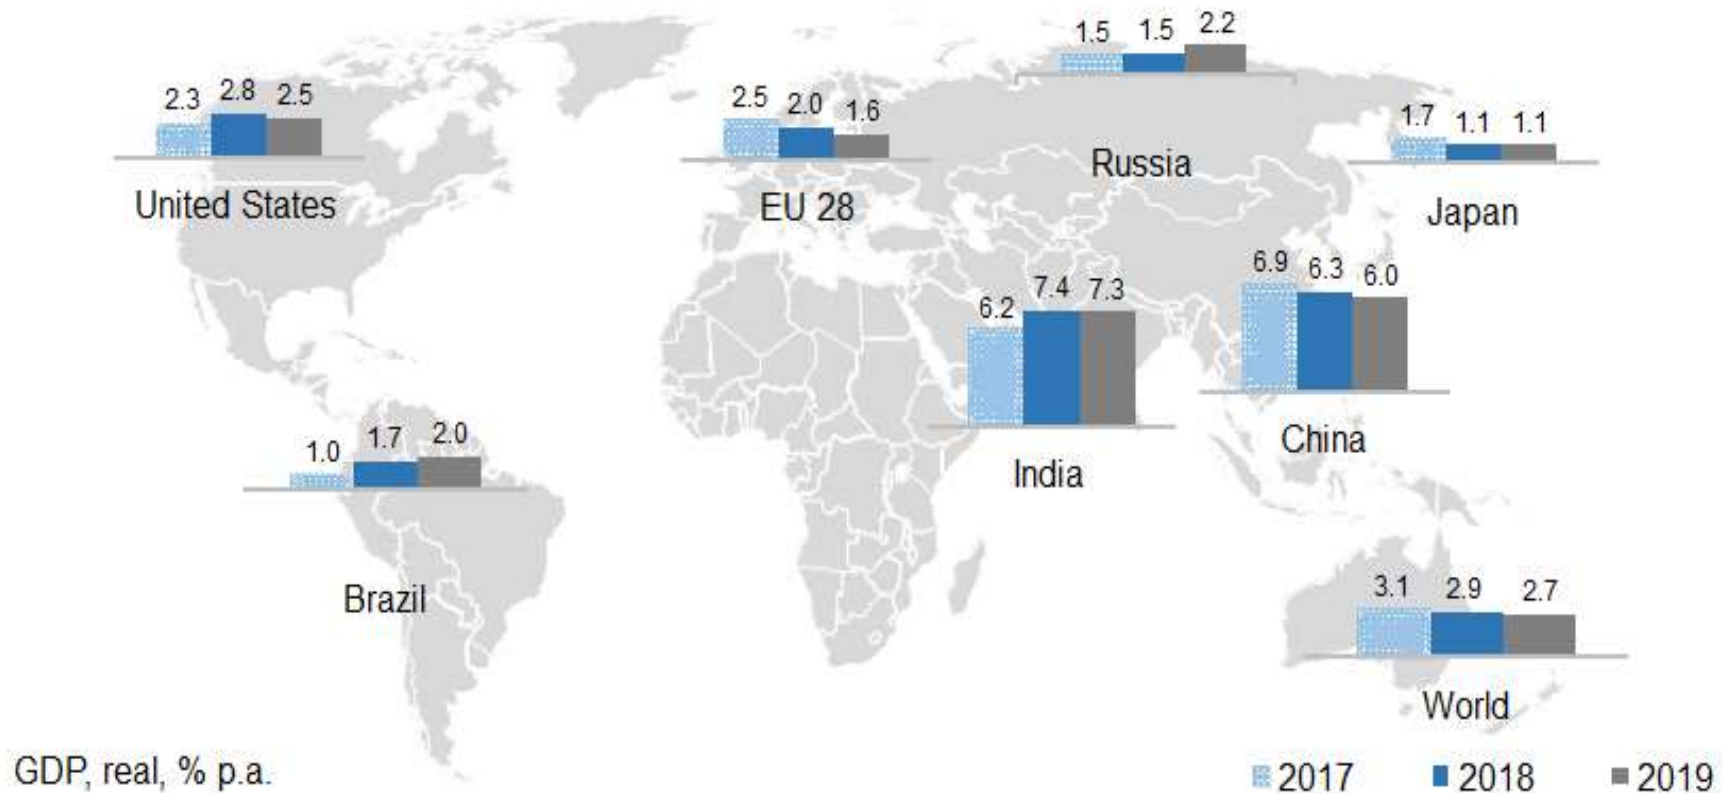 1.5 1.5 2.2
Russia
2.3 2.8 2.5
United States
2.5 2.0 1.6
EU 28
1.7 1.1 1.1
Japan
6.2 7.4 7.3
India
6.9 6.3 6.0
China
1.0 1.7 2.0
Brazil
3.1 2.9 2.7
World
GDP, real, % p.a.
2017 2018 2019